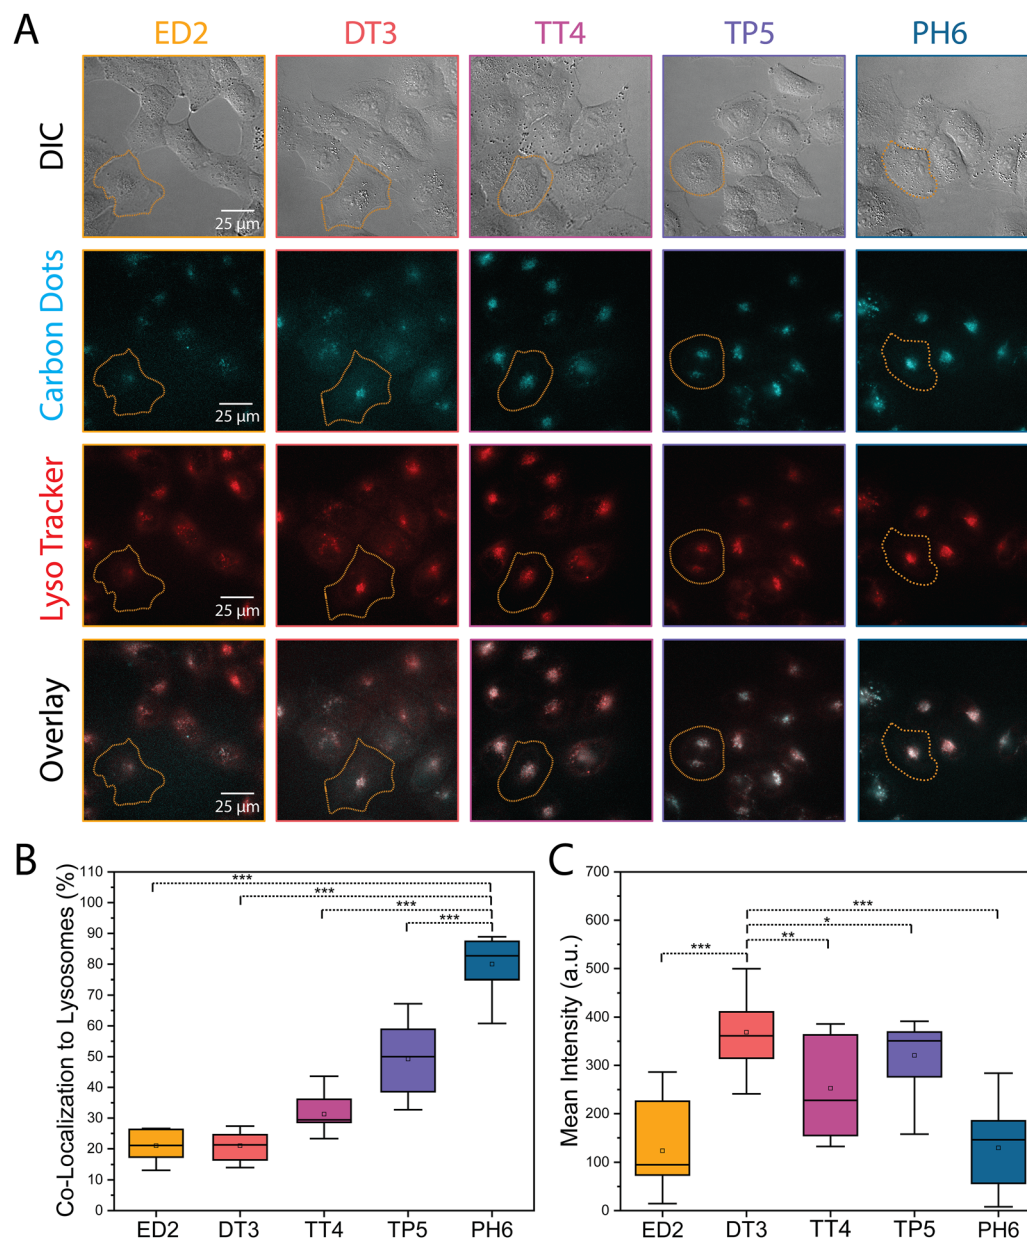 A
ED2 DT3 TT4 TP5 PH6
DIC
25 µm
Carbon Dots
25 µm
Lyso Tracker
25 µm
Overlay
25 µm
B
Co-Localization to Lysosomes (%)
110
100
90
80
70
60
50
40
30
20
10
0
***
***
***
***
ED2 DT3 TT4 TP5 PH6
C
Mean Intensity (a.u.)
700
600
500
400
300
200
100
0
***
*
**
***
ED2 DT3 TT4 TP5 PH6